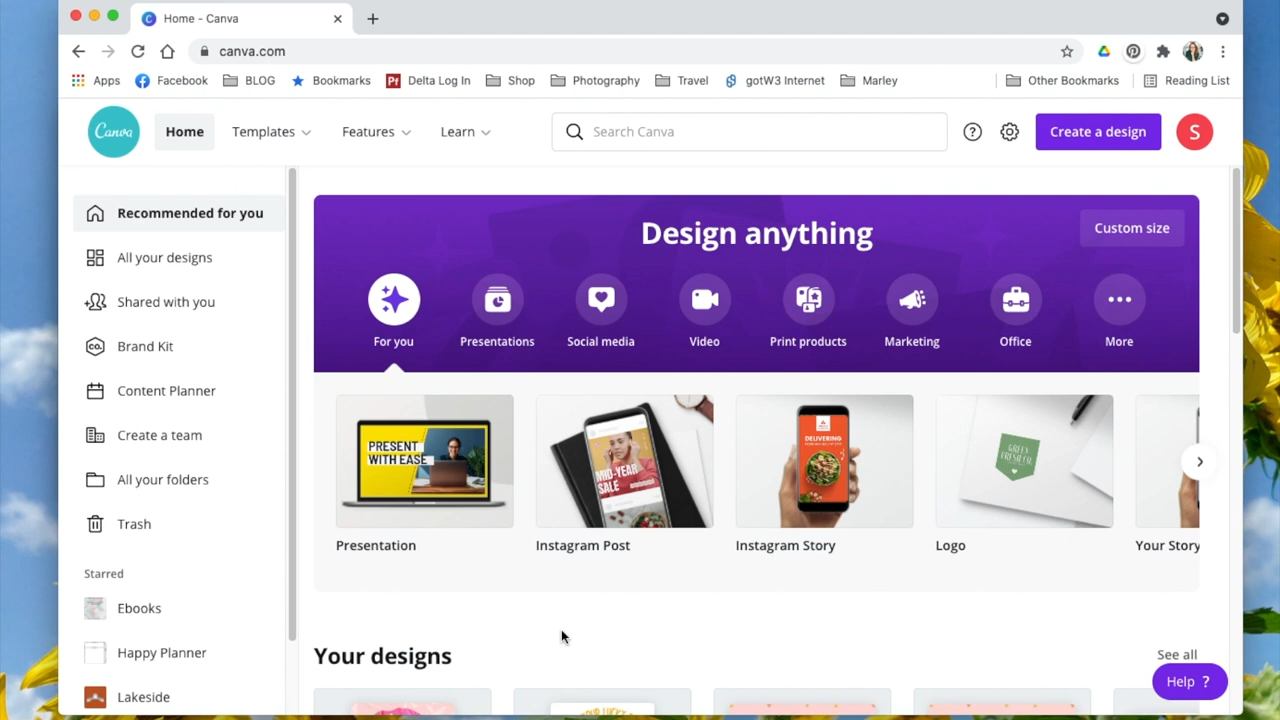 Home - Canva
canva.com
Apps Facebook BLOG Bookmarks Delta Log In Shop Photography Travel gotW3 Internet Marley Other Bookmarks Reading List
Canva Home Templates Features Learn Search Canva Create a design S
Recommended for you
All your designs
Shared with you
Brand Kit
CO.
Content Planner
Create a team
All your folders
Trash
Starred
Ebooks
Happy Planner
Lakeside
Design anything
Custom size
For you Presentations Social media Video Print products Marketing Office More
PRESENT
WITH EASE
MID-YEAR
SALE
DELIVERING
GREEN
FRESH CO.
Presentation Instagram Post Instagram Story Logo Your Story
Your designs
See all
Help ?